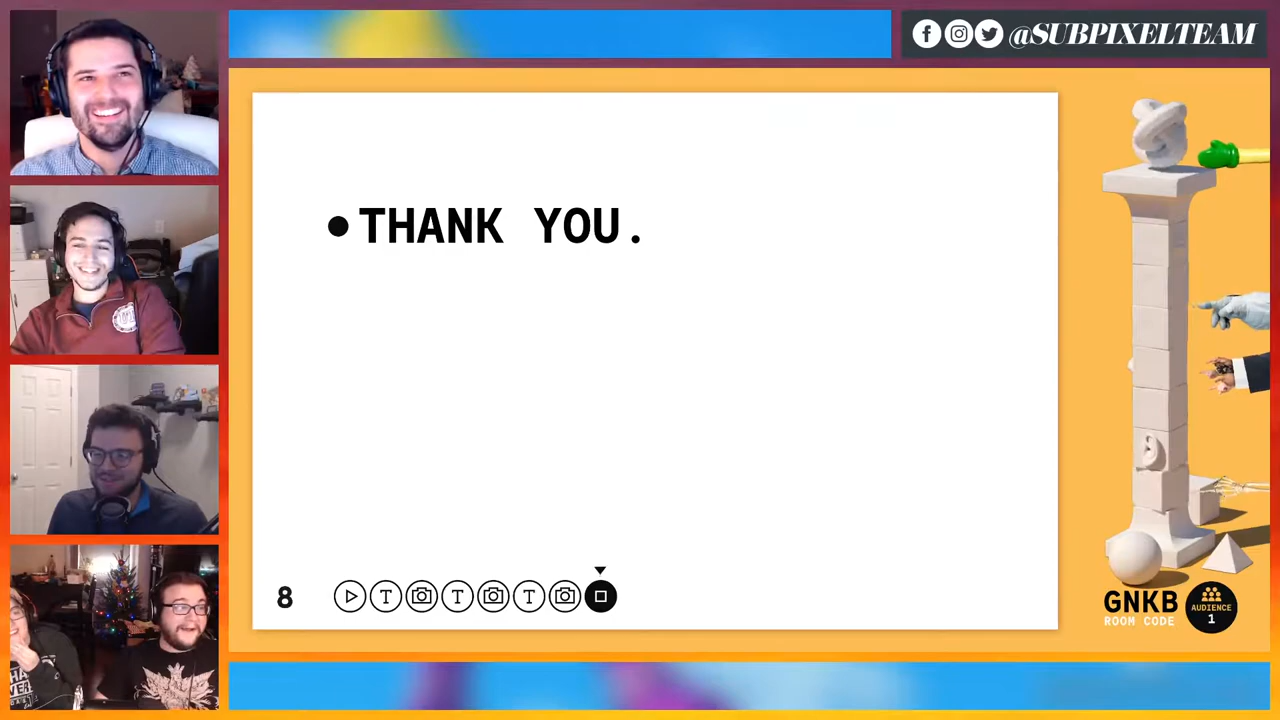 @SUBPIXELTEAM
•THANK YOU.
8
T
T
T
GNKB
ROOM CODE
AUDIENCE
1